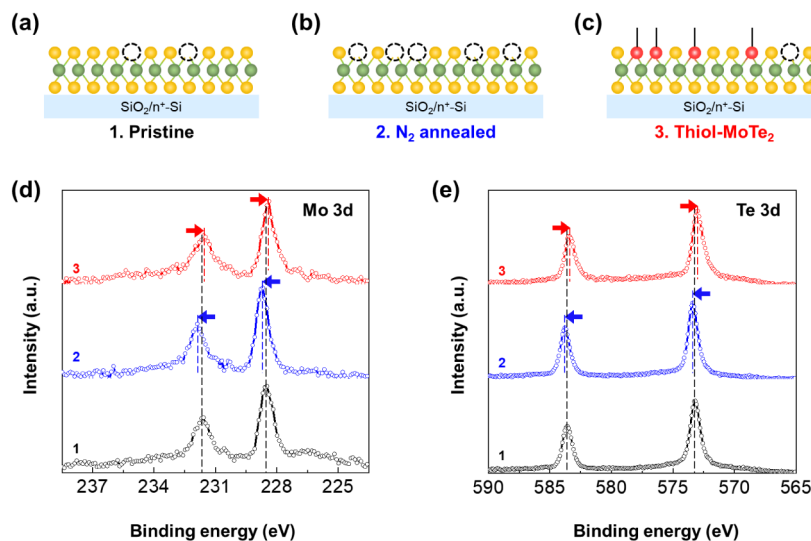 (a)
(b)
(c)
SiO₂/n⁺-Si
SiO₂/n⁺-Si
SiO₂/n⁺-Si
1. Pristine
2. N₂ annealed
3. Thiol-MoTe₂
(d)
Mo 3d
3
2
1
Intensity (a.u.)
237 234 231 228 225
Binding energy (eV)
(e)
Te 3d
3
2
1
Intensity (a.u.)
590 585 580 575 570 565
Binding energy (eV)